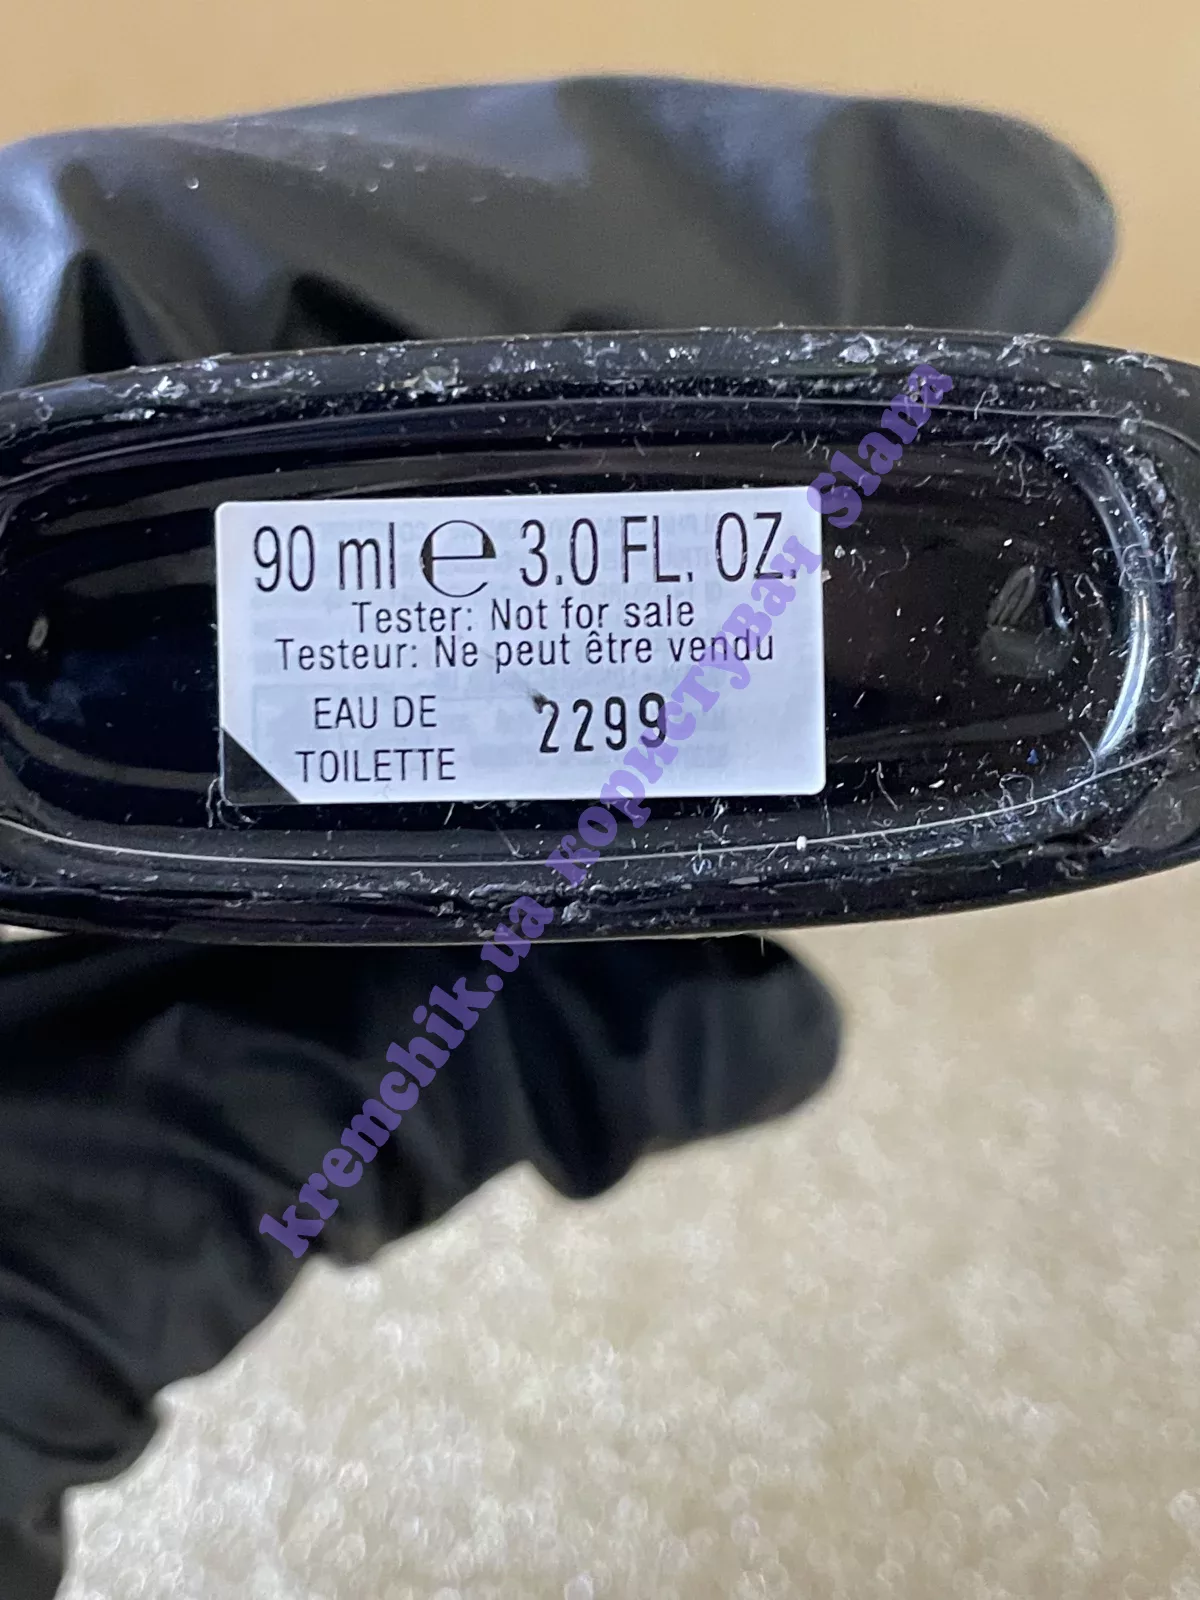 90 ml ℮ 3.0 FL. OZ.
Tester: Not for sale
Testeur: Ne peut être vendu
EAU DE
TOILETTE
2299
kremchik.ua користувач Slana